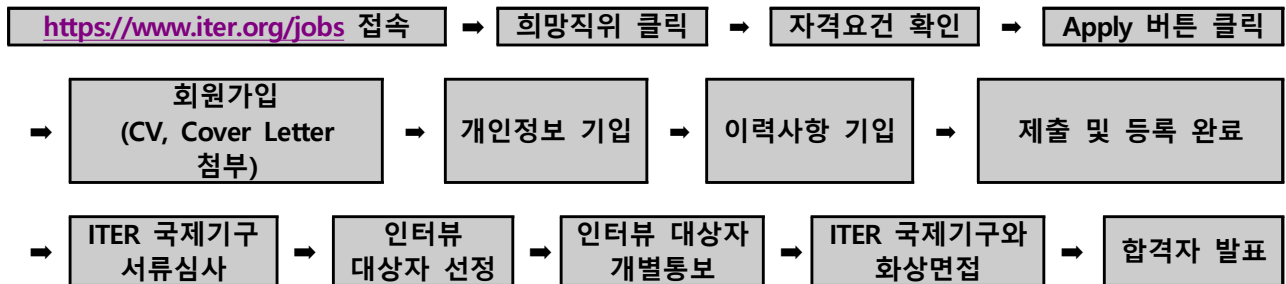 https://www.iter.org/jobs 접속 ➡ 희망직위 클릭 ➡ 자격요건 확인 ➡ Apply 버튼 클릭
➡ 회원가입
(CV, Cover Letter
첨부) ➡ 개인정보 기입 ➡ 이력사항 기입 ➡ 제출 및 등록 완료
➡ ITER 국제기구
서류심사 ➡ 인터뷰
대상자 선정 ➡ 인터뷰 대상자
개별통보 ➡ ITER 국제기구와
화상면접 ➡ 합격자 발표